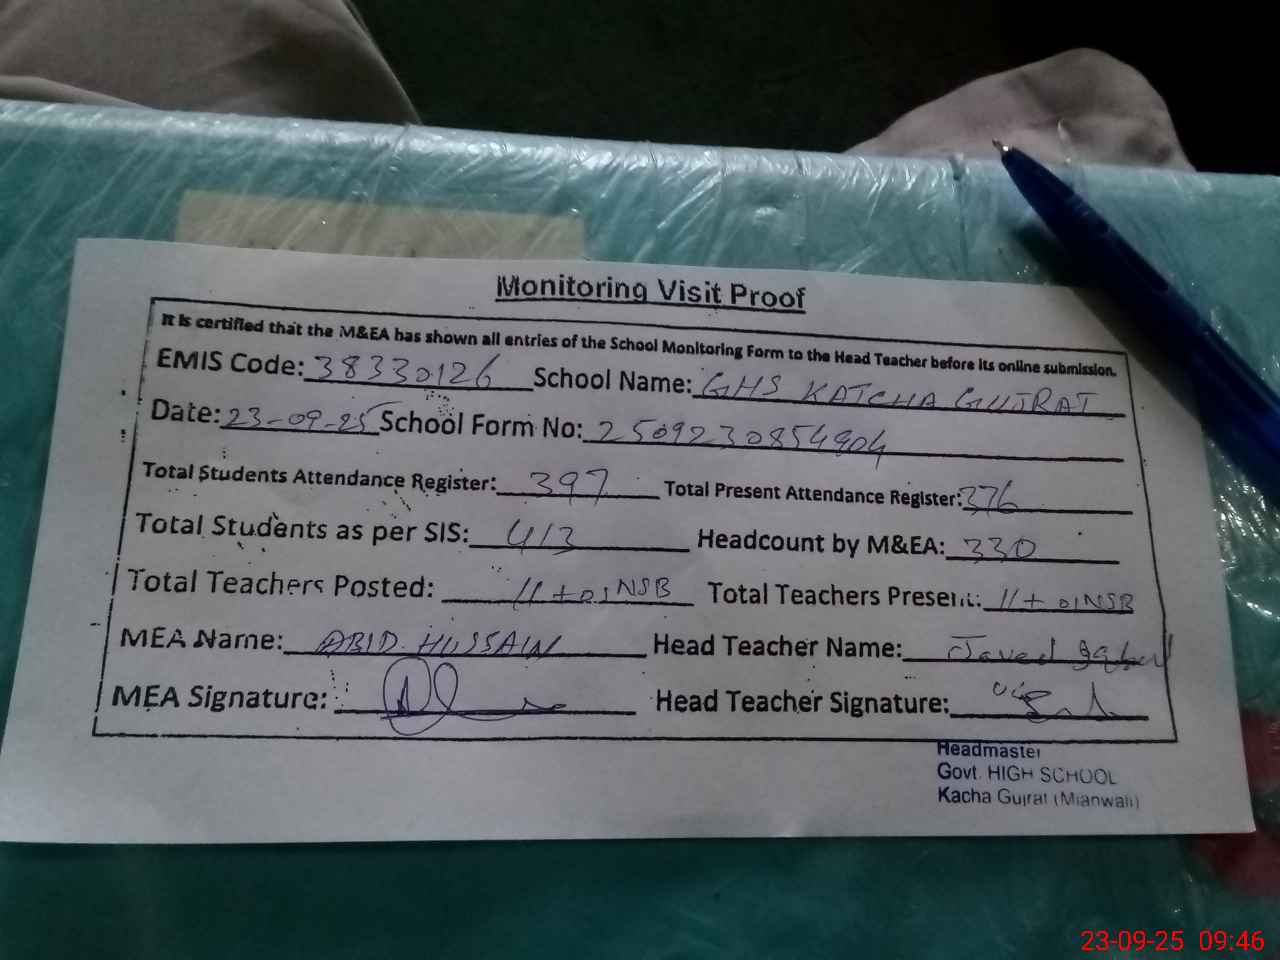 Monitoring Visit Proof
It is certified that the M&EA has shown all entries of the School Monitoring Form to the Head Teacher before its online submission.
EMIS Code: 38330126 School Name: GHS KATCHA GUJRAT
Date: 23-09-25 School Form No: 2509230854904
Total Students Attendance Register: 397 Total Present Attendance Register: 376
Total Students as per SIS: 413 Headcount by M&EA: 330
Total Teachers Posted: 11+01NSB Total Teachers Present: 11+01NSB
MEA Name: ABID HUSSAIN Head Teacher Name: Javed Iqbal
MEA Signature: Head Teacher Signature:
Headmaster
Govt. HIGH SCHOOL
Kacha Gujrat (Mianwali)
23-09-25 09:46